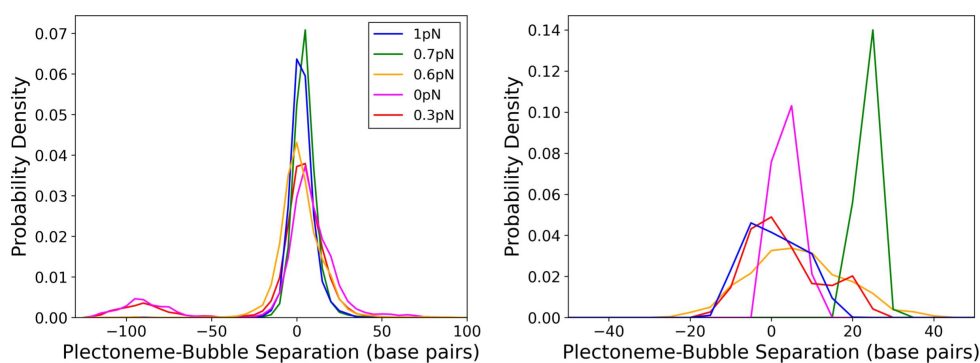 Probability Density
0.07
0.06
0.05
0.04
0.03
0.02
0.01
0.00
−100 −50 0 50 100
Plectoneme-Bubble Separation (base pairs)
1pN
0.7pN
0.6pN
0pN
0.3pN
Probability Density
0.14
0.12
0.10
0.08
0.06
0.04
0.02
0.00
−40 −20 0 20 40
Plectoneme-Bubble Separation (base pairs)